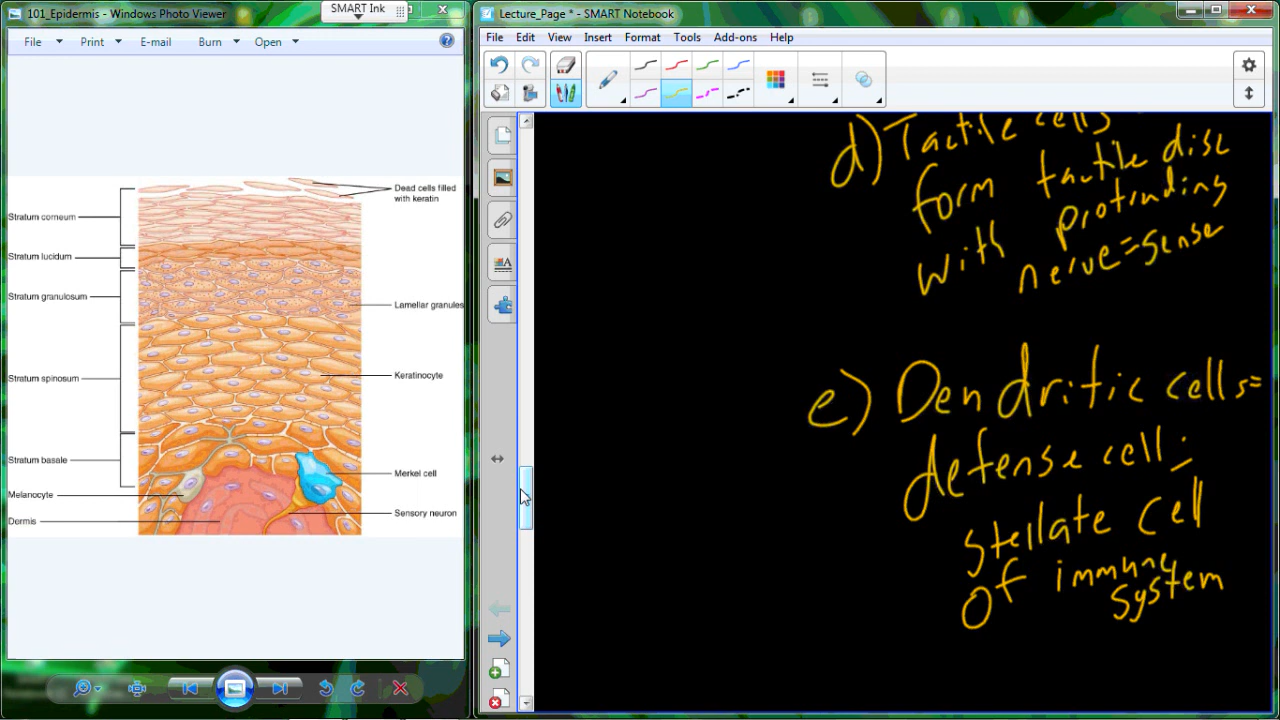 101_Epidermis - Windows Photo Viewer
SMART Ink
File Print E-mail Burn Open
Dead cells filled
with keratin
Stratum corneum
Stratum lucidum
Stratum granulosum
Lamellar granules
Stratum spinosum
Keratinocyte
Stratum basale
Merkel cell
Melanocyte
Sensory neuron
Dermis
Lecture_Page * - SMART Notebook
File Edit View Insert Format Tools Add-ons Help
d) Tactile cells
form tactile disc
with protruding
nerve=sense
e) Dendritic cells=
defense cell;
stellate cell
Of immune
system